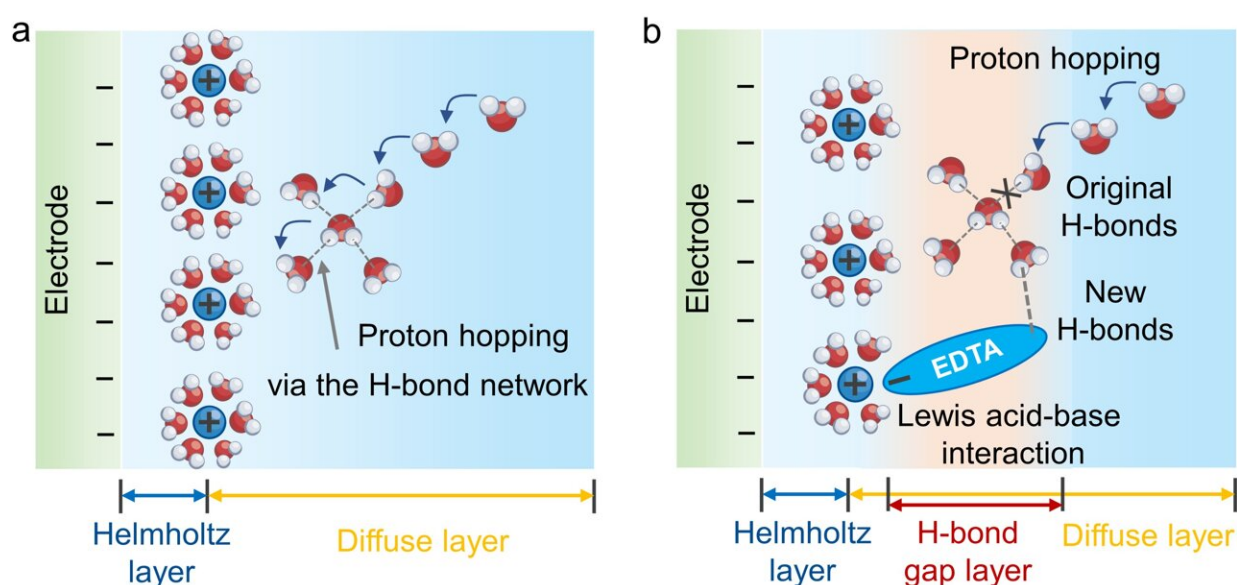 a
Electrode
Proton hopping
via the H-bond network
Helmholtz
layer
Diffuse layer
b
Electrode
Proton hopping
Original
H-bonds
New
H-bonds
EDTA
Lewis acid-base
interaction
Helmholtz
layer
H-bond
gap layer
Diffuse layer